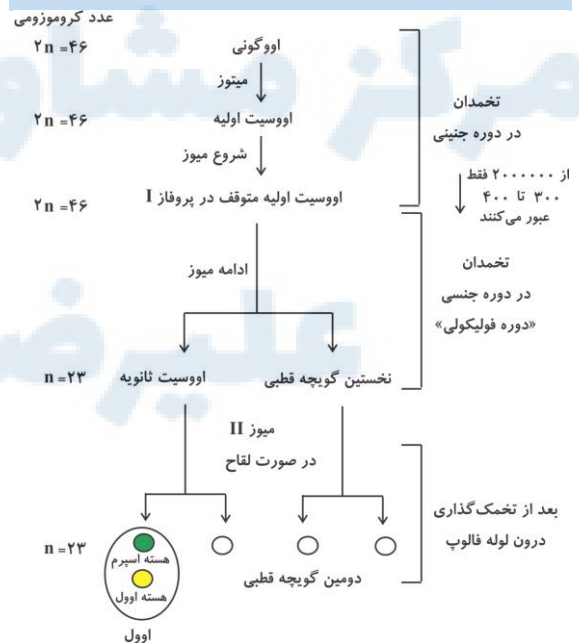 عدد کروموزومی
۲n =۴۶
اووگونی
میتوز
۲n =۴۶
اووسیت اولیه
شروع میوز
۲n =۴۶
اووسیت اولیه متوقف در پروفاز I
تخمدان
در دوره جنینی
از ۲۰۰۰۰۰۰ فقط
۳۰۰ تا ۴۰۰
عبور می‌کنند
تخمدان
در دوره جنسی
«دوره فولیکولی»
ادامه میوز
n =۲۳
اووسیت ثانویه
نخستین گویچه قطبی
میوز II
در صورت لقاح
بعد از تخمک‌گذاری
درون لوله فالوپ
n =۲۳
هسته اسپرم
هسته اوول
دومین گویچه قطبی
اوول
مرکز مشاو
علیرضا